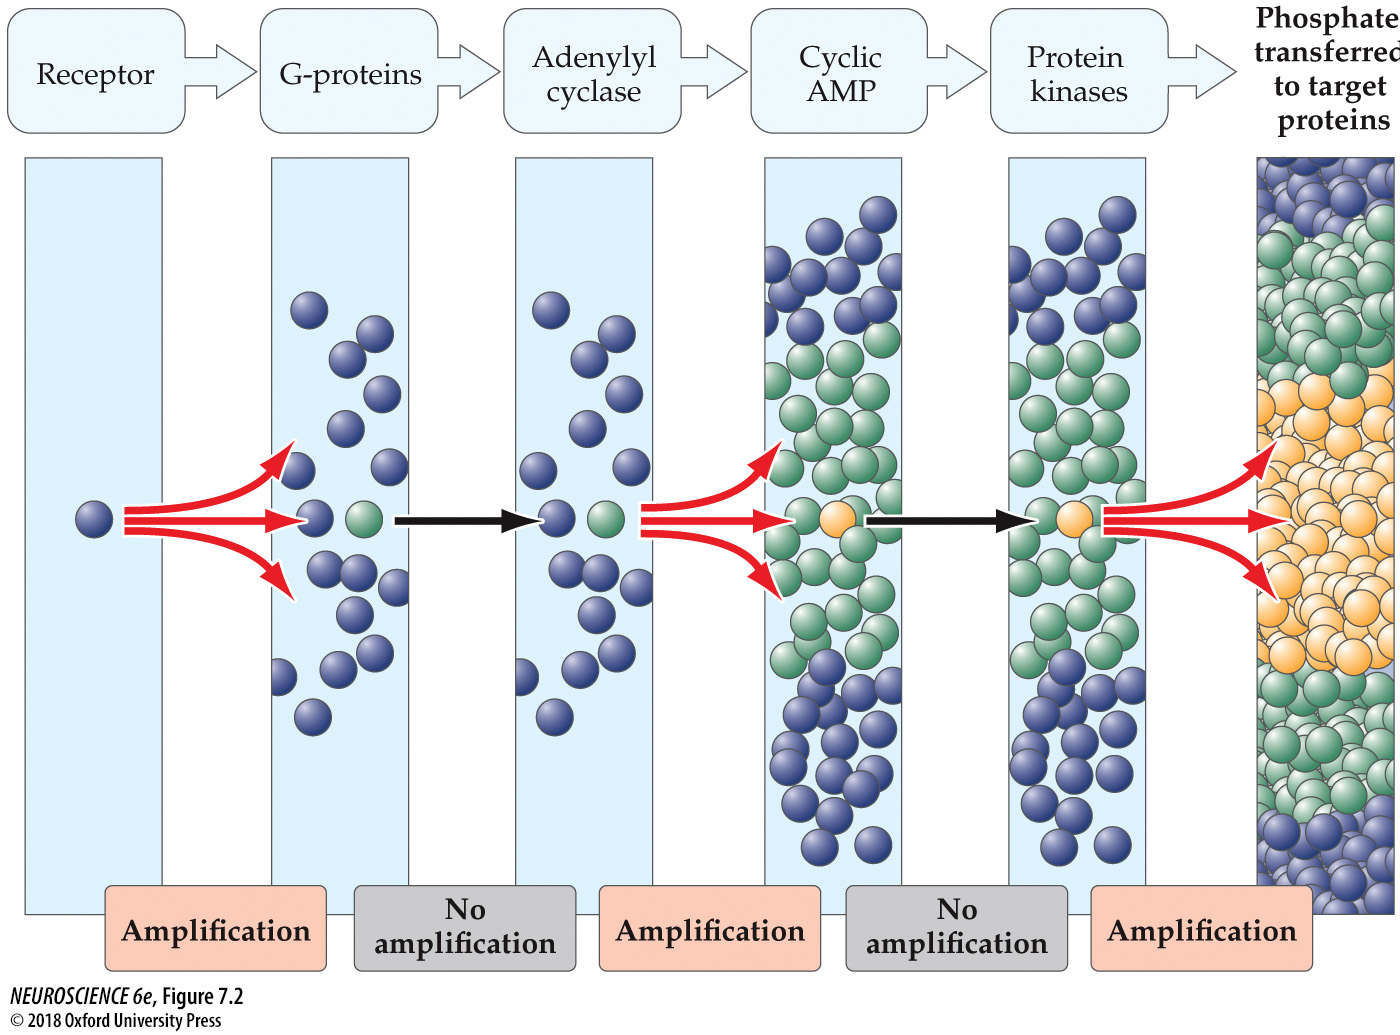 Receptor
G-proteins
Adenylyl
cyclase
Cyclic
AMP
Protein
kinases
Phosphate
transferred
to target
proteins
Amplification
No
amplification
Amplification
No
amplification
Amplification
NEUROSCIENCE 6e, Figure 7.2
© 2018 Oxford University Press